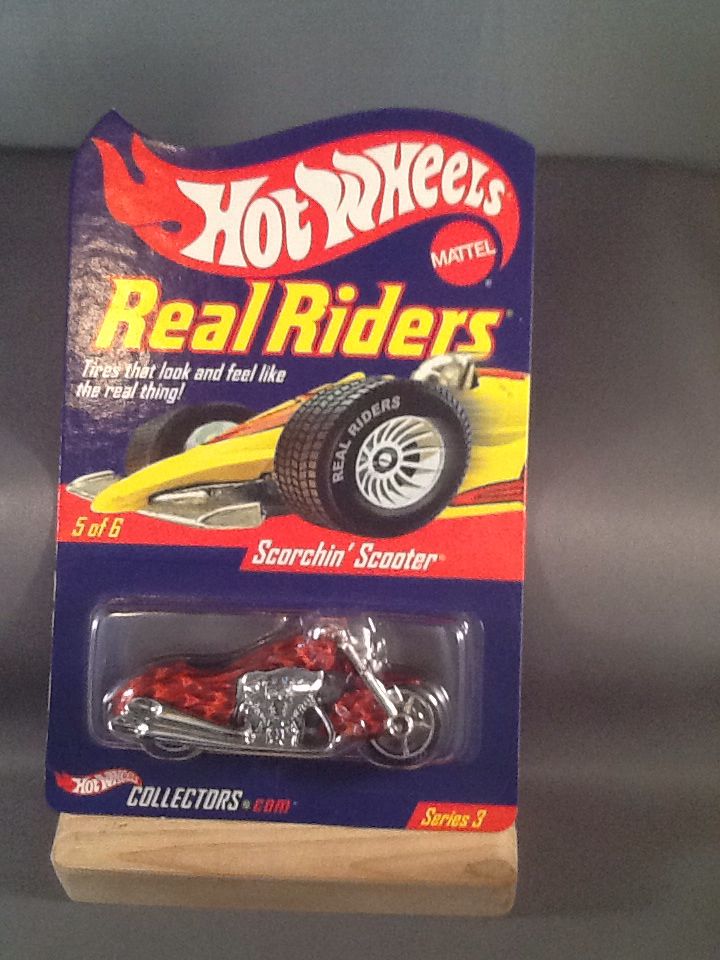 HOT WHEELS
MATTEL
Real Riders
Tires that look and feel like
the real thing!
REAL RIDERS
5 of 6
Scorchin' Scooter
HOT WHEELS
COLLECTORS.com
Series 3